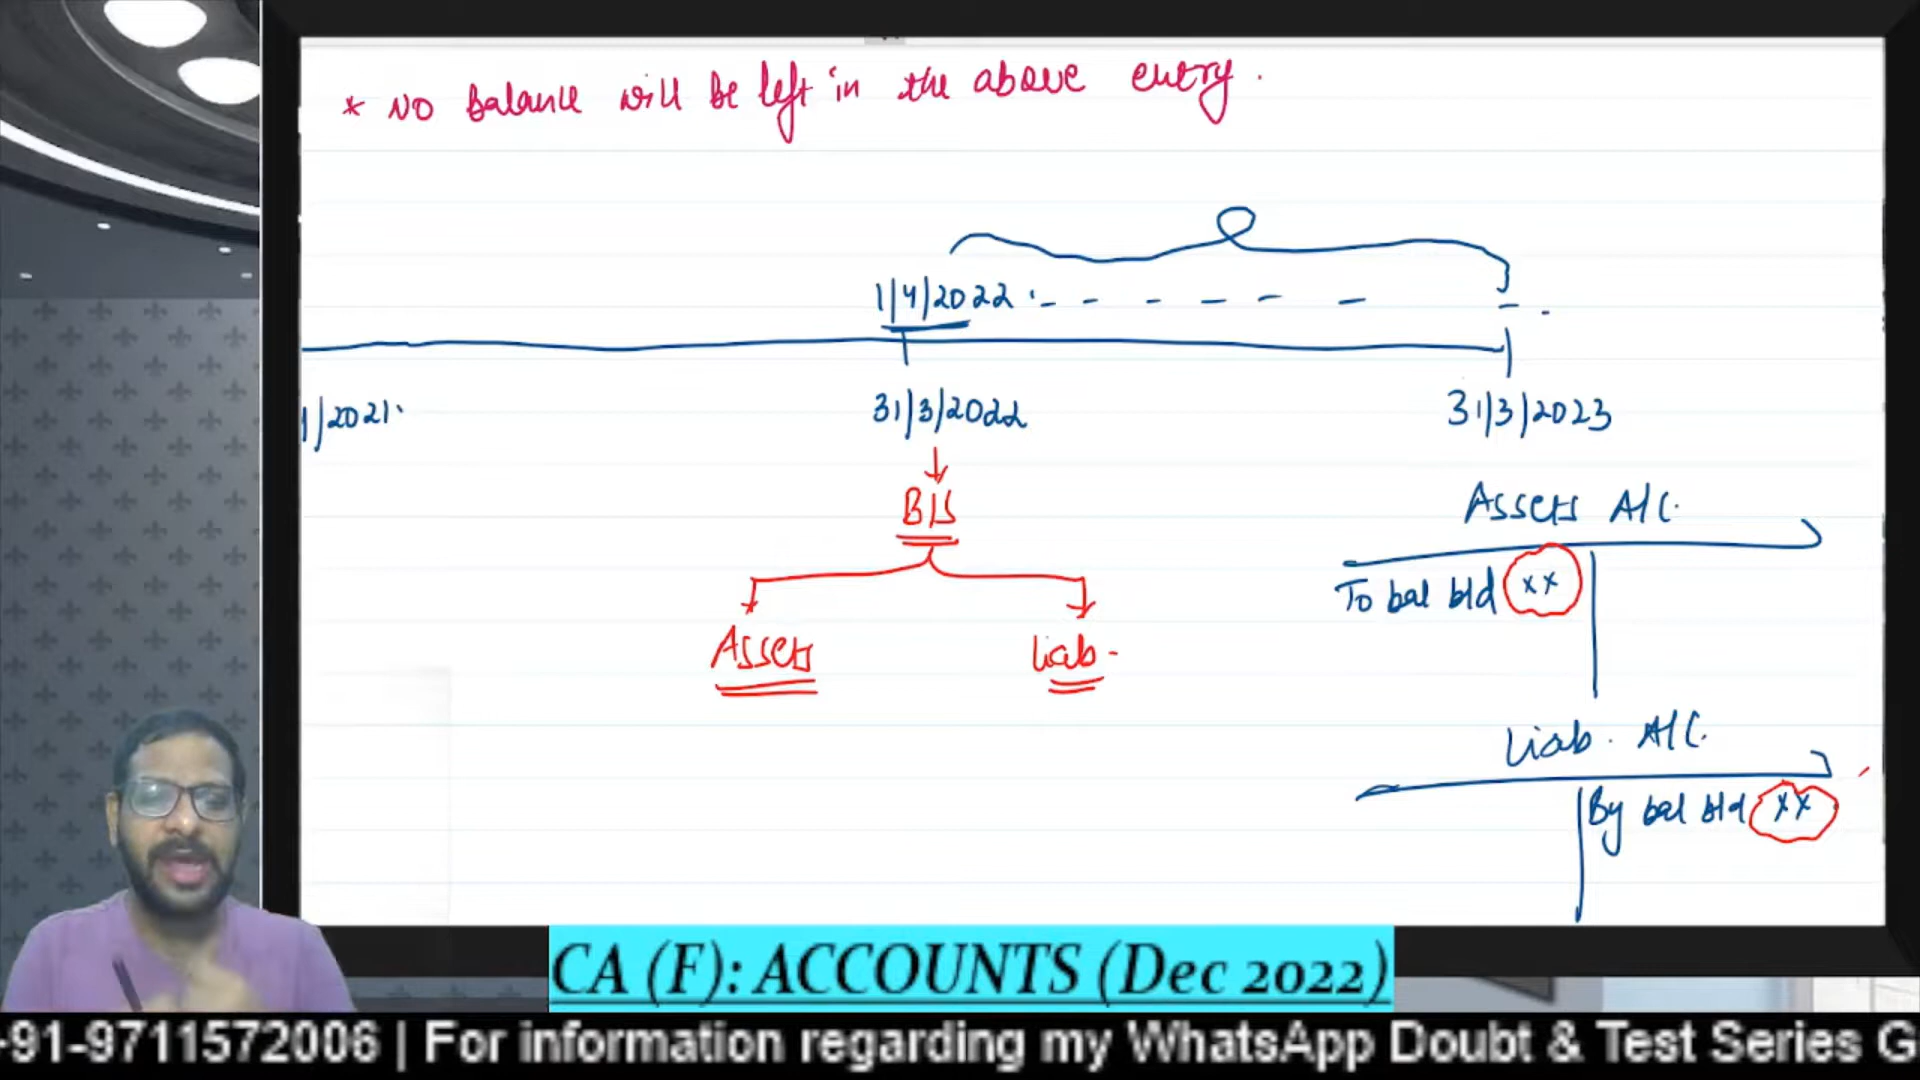 * No balance will be left in the above entry.
1/4/2022
1/2021
31/3/2022
31/3/2023
B/S
Assets A/c.
To bal b/d xx
Assets
Liab.
Liab. A/c.
By bal b/d xx
CA (F): ACCOUNTS (Dec 2022)
+91-9711572006 | For information regarding my WhatsApp Doubt & Test Series G